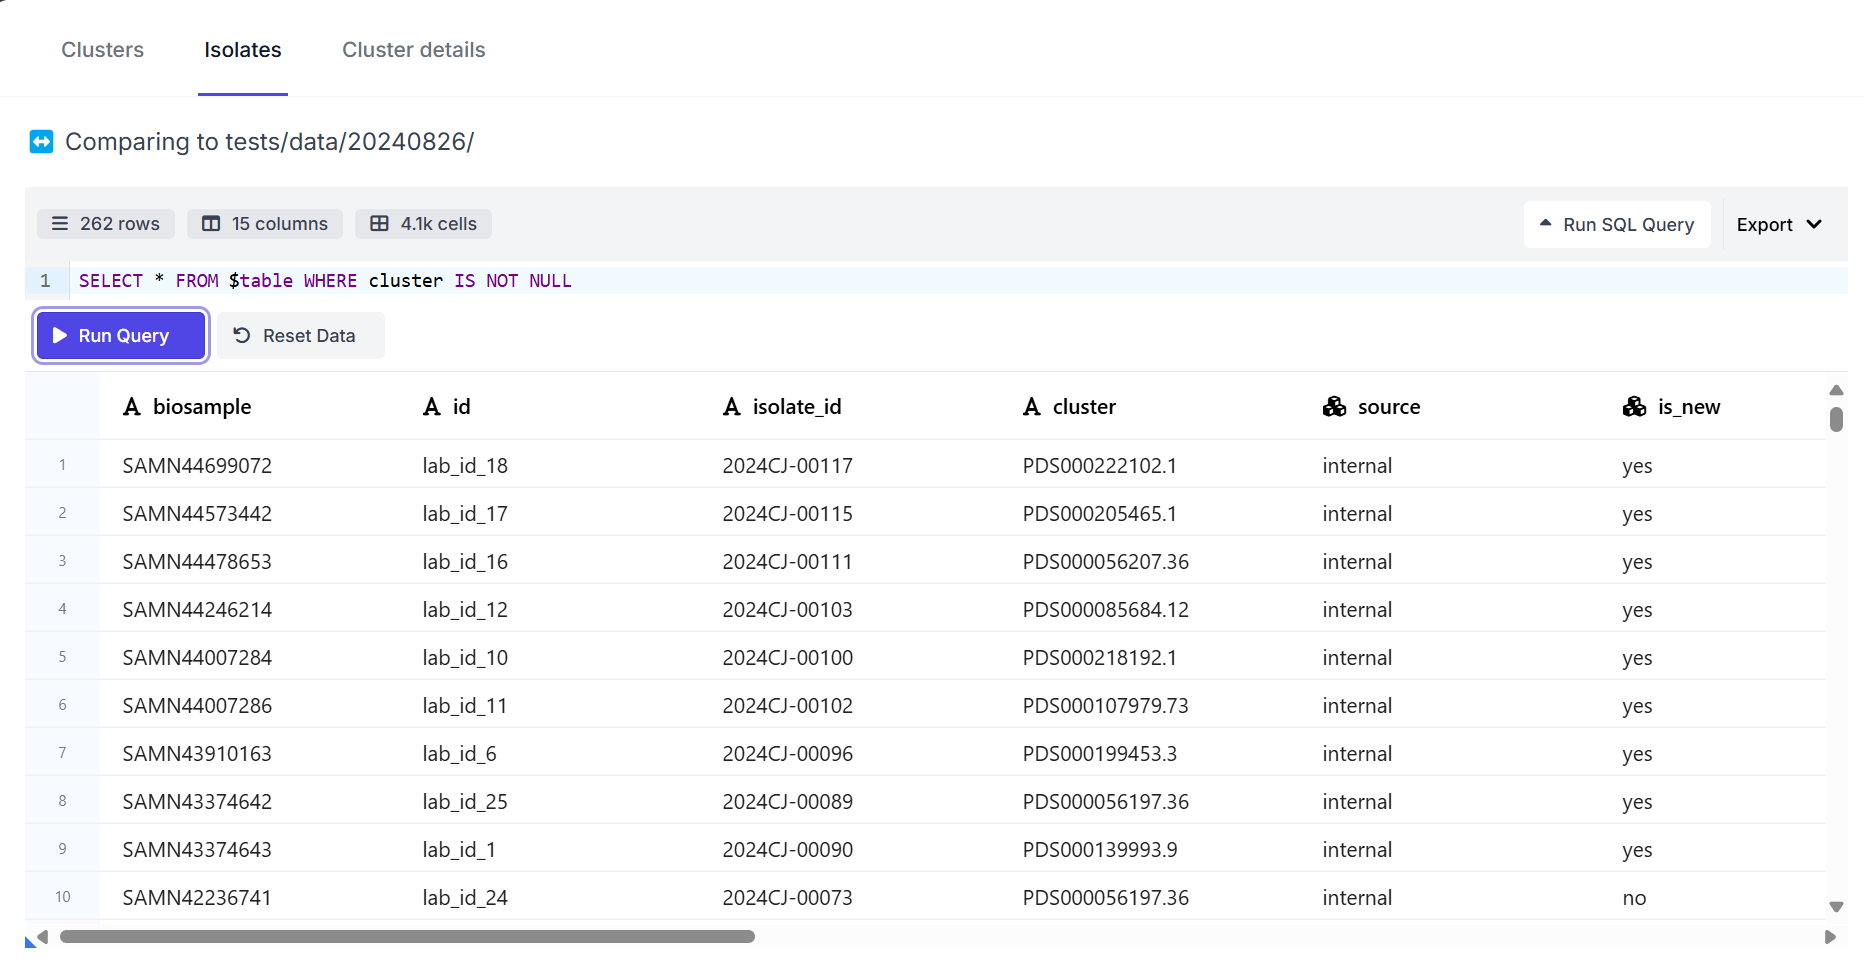 Clusters Isolates Cluster details
Comparing to tests/data/20240826/
262 rows 15 columns 4.1k cells Run SQL Query Export
1 SELECT * FROM $table WHERE cluster IS NOT NULL
Run Query Reset Data
biosample id isolate_id cluster source is_new
1 SAMN44699072 lab_id_18 2024CJ-00117 PDS000222102.1 internal yes
2 SAMN44573442 lab_id_17 2024CJ-00115 PDS000205465.1 internal yes
3 SAMN44478653 lab_id_16 2024CJ-00111 PDS000056207.36 internal yes
4 SAMN44246214 lab_id_12 2024CJ-00103 PDS000085684.12 internal yes
5 SAMN44007284 lab_id_10 2024CJ-00100 PDS000218192.1 internal yes
6 SAMN44007286 lab_id_11 2024CJ-00102 PDS000107979.73 internal yes
7 SAMN43910163 lab_id_6 2024CJ-00096 PDS000199453.3 internal yes
8 SAMN43374642 lab_id_25 2024CJ-00089 PDS000056197.36 internal yes
9 SAMN43374643 lab_id_1 2024CJ-00090 PDS000139993.9 internal yes
10 SAMN42236741 lab_id_24 2024CJ-00073 PDS000056197.36 internal no